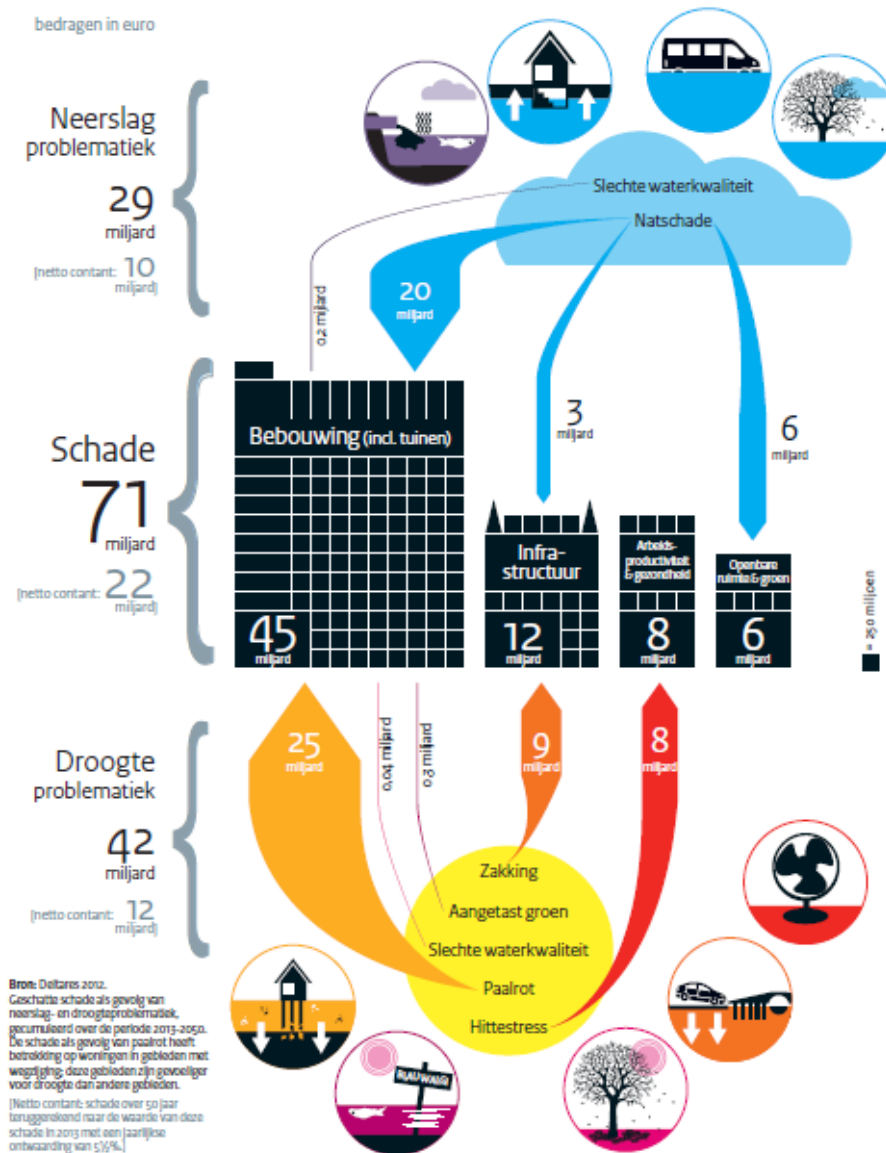 bedragen in euro
Neerslag
problematiek
29
miljard
(netto contant: 10
miljard)
Slechte waterkwaliteit
Natschade
0,2 miljard
20
miljard
3
miljard
6
miljard
Schade
71
miljard
(netto contant: 22
miljard)
Bebouwing (incl. tuinen)
45
miljard
Infra-
structuur
12
miljard
Arbeids-
productiviteit
& gezondheid
8
miljard
Openbare
ruimte & groen
6
miljard
= 250 miljoen
Droogte
problematiek
42
miljard
(netto contant: 12
miljard)
25
miljard
0,04 miljard
0,3 miljard
9
miljard
8
miljard
Zakking
Aangetast groen
Slechte waterkwaliteit
Paalrot
Hittestress
BLAUWALG!
Bron: Deltares 2012.
Geschatte schade als gevolg van
neerslag- en droogteproblematiek,
gecumuleerd over de periode 2013-2050.
De schade als gevolg van paalrot heeft
betrekking op woningen in gebieden met
wegzijging; deze gebieden zijn gevoeliger
voor droogte dan andere gebieden.
[Netto contant: schade over 50 jaar
teruggerekend naar de waarde van deze
schade in 2013 met een jaarlijkse
ontwaarding van 5½%.]